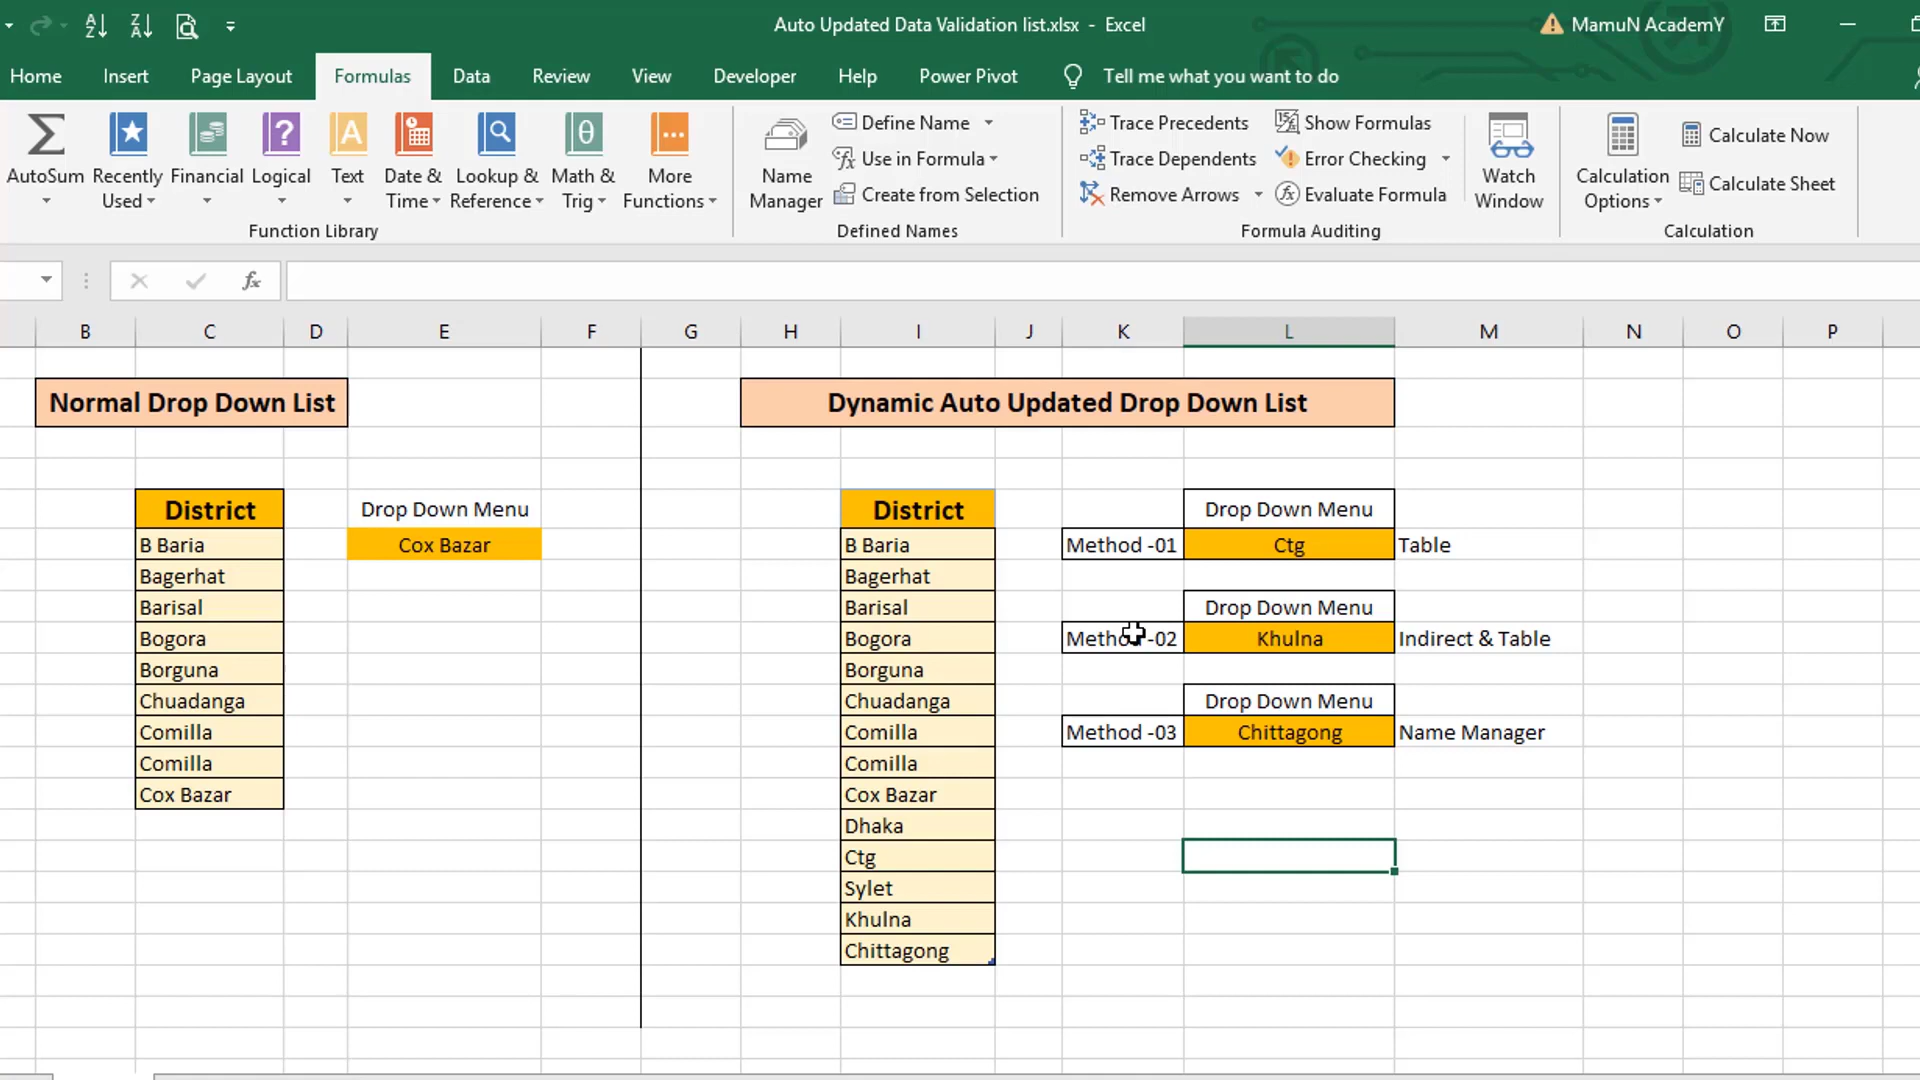 Auto Updated Data Validation list.xlsx - Excel
MamuN AcademY
Home Insert Page Layout Formulas Data Review View Developer Help Power Pivot Tell me what you want to do
AutoSum
Recently Used
Financial
Logical
Text
Date & Time
Lookup & Reference
Math & Trig
More Functions
Function Library
Name Manager
Define Name
Use in Formula
Create from Selection
Defined Names
Trace Precedents
Trace Dependents
Remove Arrows
Show Formulas
Error Checking
Evaluate Formula
Formula Auditing
Watch Window
Calculation Options
Calculate Now
Calculate Sheet
Calculation
fx
B C D E F G H I J K L M N O P
Normal Drop Down List
Dynamic Auto Updated Drop Down List
District
B Baria
Bagerhat
Barisal
Bogora
Borguna
Chuadanga
Comilla
Comilla
Cox Bazar
Drop Down Menu
Cox Bazar
District
B Baria
Bagerhat
Barisal
Bogora
Borguna
Chuadanga
Comilla
Comilla
Cox Bazar
Dhaka
Ctg
Sylet
Khulna
Chittagong
Drop Down Menu
Method -01 Ctg Table
Drop Down Menu
Method -02 Khulna Indirect & Table
Drop Down Menu
Method -03 Chittagong Name Manager